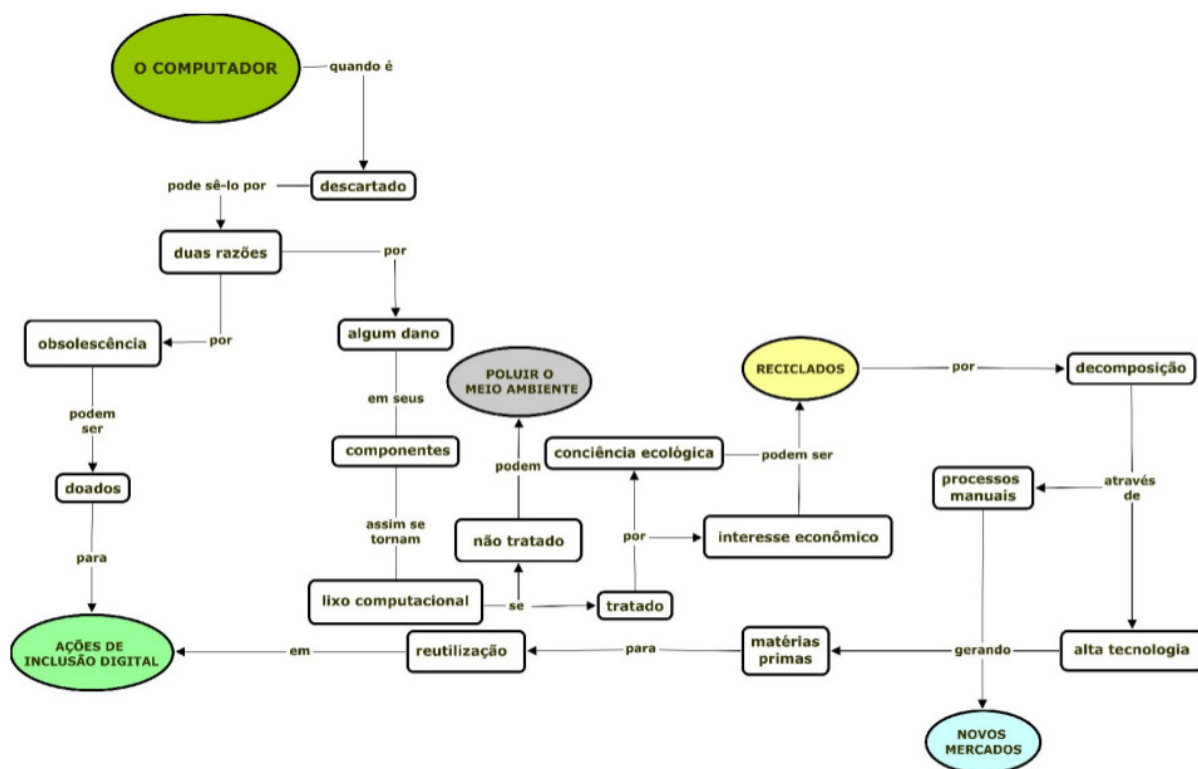 O COMPUTADOR
quando é
descartado
pode sê-lo por
duas razões
por
algum dano
por
obsolescência
podem
ser
doados
para
AÇÕES DE
INCLUSÃO DIGITAL
em seus
componentes
assim se
tornam
lixo computacional
se
não tratado
podem
POLUIR O
MEIO AMBIENTE
tratado
por
conciência ecológica
interesse econômico
podem ser
RECICLADOS
por
decomposição
através
de
processos
manuais
alta tecnologia
gerando
NOVOS
MERCADOS
matérias
primas
para
reutilização
em